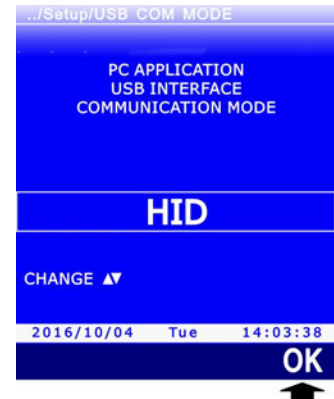 ../Setup/USB COM MODE
PC APPLICATION
USB INTERFACE
COMMUNICATION MODE
HID
CHANGE ▲▼
2016/10/04 Tue 14:03:38
OK